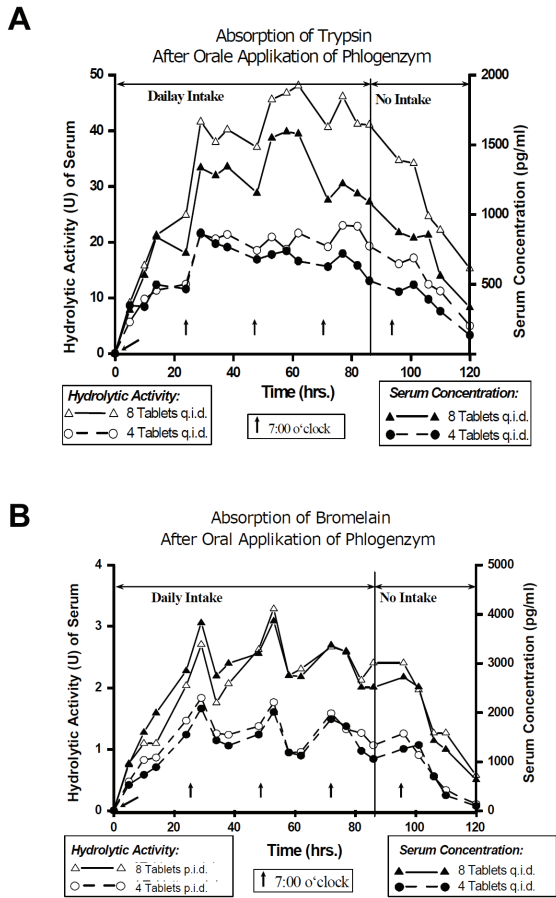 A
Absorption of Trypsin
After Orale Applikation of Phlogenzym
Hydrolytic Activity (U) of Serum
50
40
30
20
10
0
Dailay Intake
No Intake
2000
1500
1000
500
0
Serum Concentration (pg/ml)
0 20 40 60 80 100 120
Time (hrs.)
Hydrolytic Activity:
8 Tablets q.i.d.
4 Tablets q.i.d.
7:00 o‘clock
Serum Concentration:
8 Tablets q.i.d.
4 Tablets q.i.d.
B
Absorption of Bromelain
After Oral Applikation of Phlogenzym
Hydrolytic Activity (U) of Serum
4
3
2
1
0
Daily Intake
No Intake
5000
4000
3000
2000
1000
0
Serum Concentration (pg/ml)
0 20 40 60 80 100 120
Time (hrs.)
Hydrolytic Activity:
8 Tablets p.i.d.
4 Tablets p.i.d.
7:00 o‘clock
Serum Concentration:
8 Tablets q.i.d.
4 Tablets q.i.d.